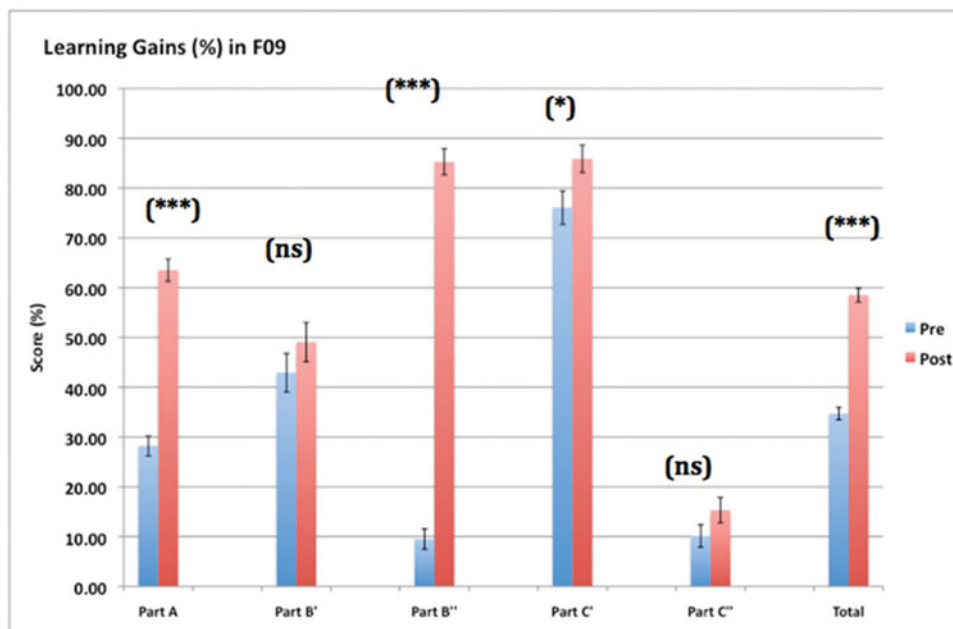 Learning Gains (%) in F09
100.00
90.00
80.00
70.00
60.00
50.00
40.00
30.00
20.00
10.00
0.00
Score (%)
(***)
(ns)
(***)
(*)
(ns)
(***)
Part A
Part B'
Part B''
Part C'
Part C''
Total
Pre
Post